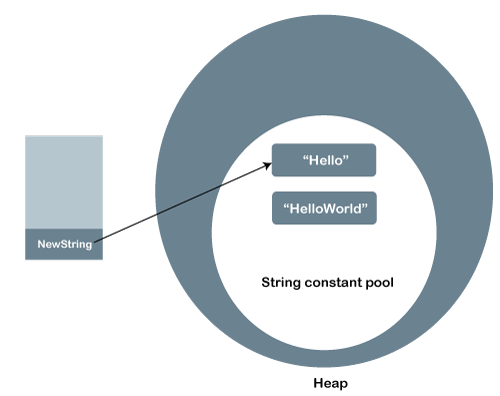 “Hello”
“HelloWorld”
NewString
String constant pool
Heap